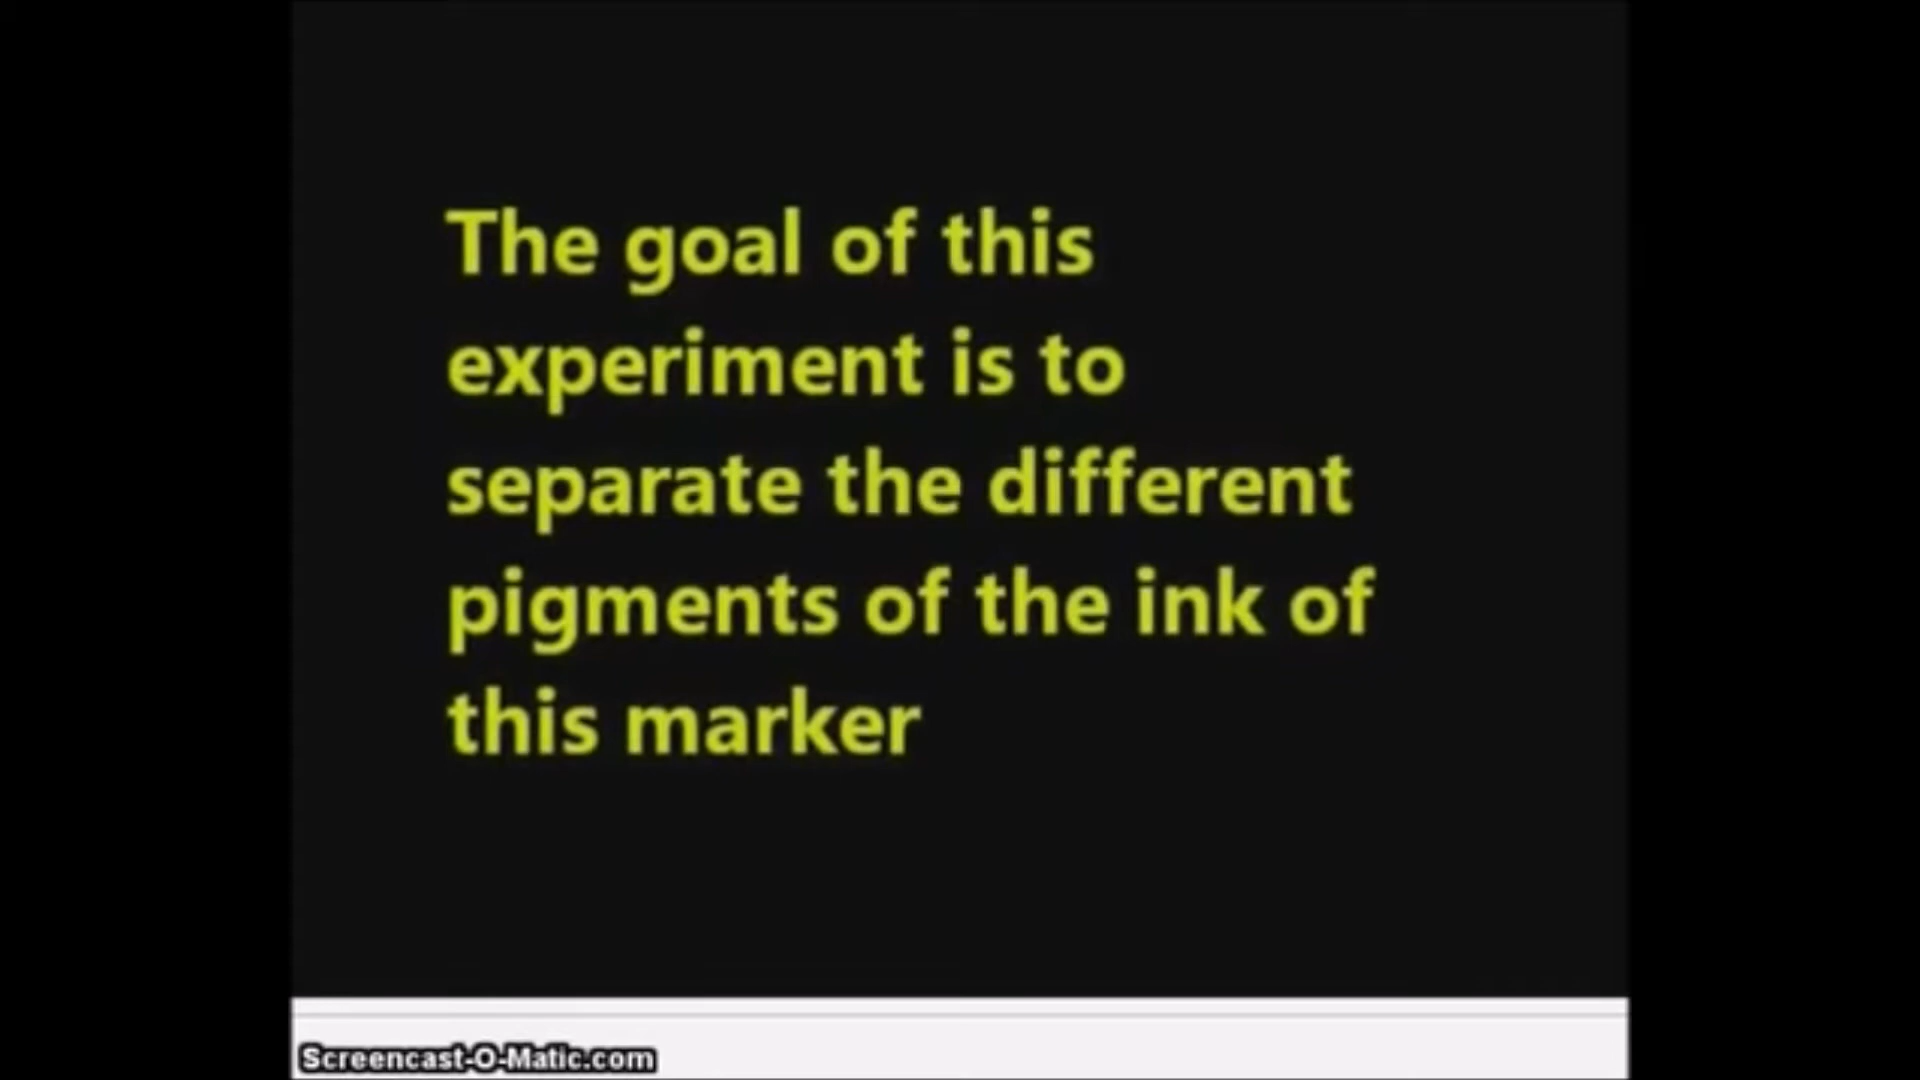 The goal of this
experiment is to
separate the different
pigments of the ink of
this marker
Screencast-O-Matic.com